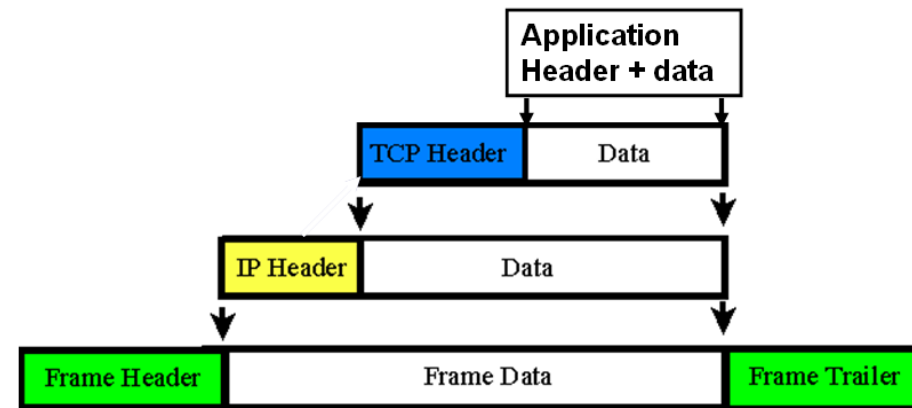 Application
Header + data
TCP Header Data
IP Header Data
Frame Header Frame Data Frame Trailer